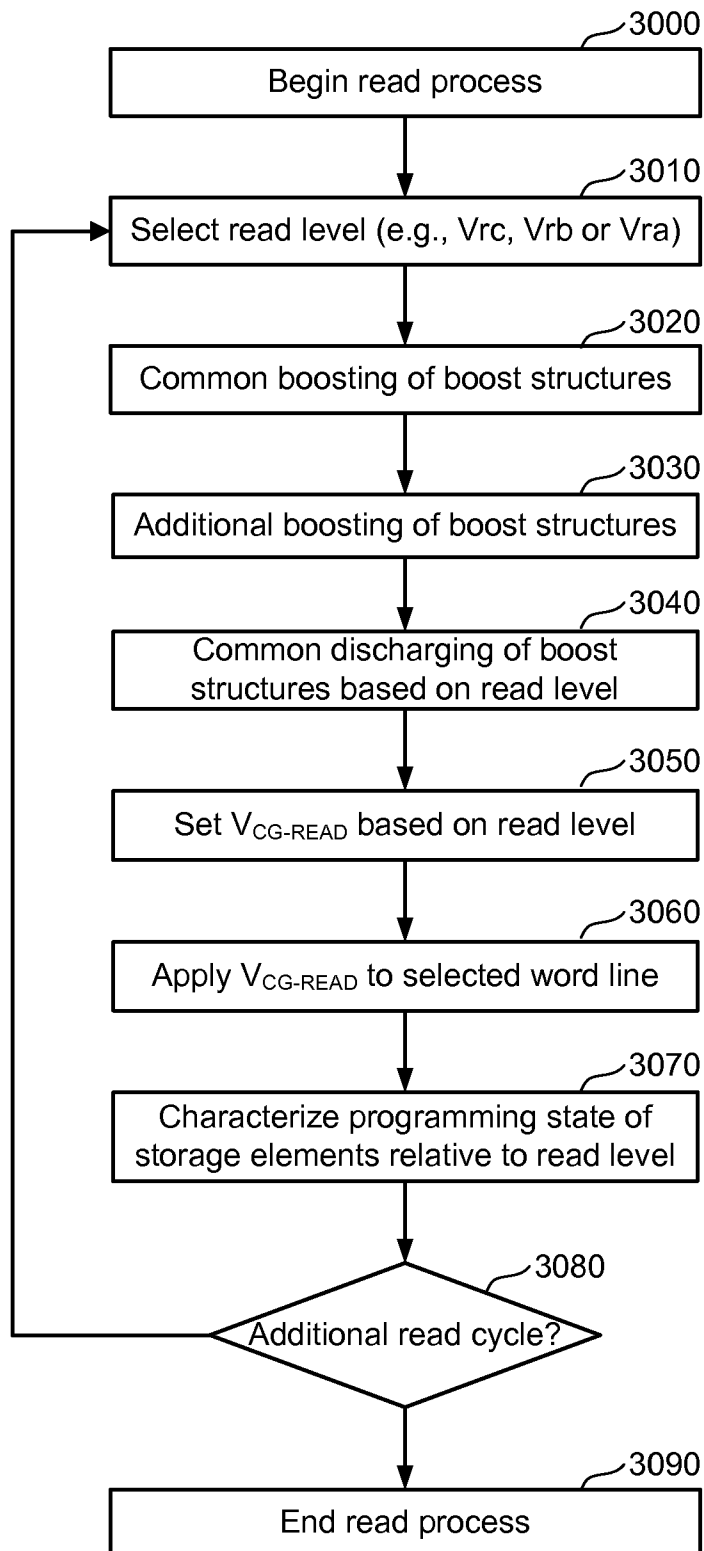 3000
Begin read process
3010
Select read level (e.g., Vrc, Vrb or Vra)
3020
Common boosting of boost structures
3030
Additional boosting of boost structures
3040
Common discharging of boost
structures based on read level
3050
Set VCG-READ based on read level
3060
Apply VCG-READ to selected word line
3070
Characterize programming state of
storage elements relative to read level
3080
Additional read cycle?
3090
End read process